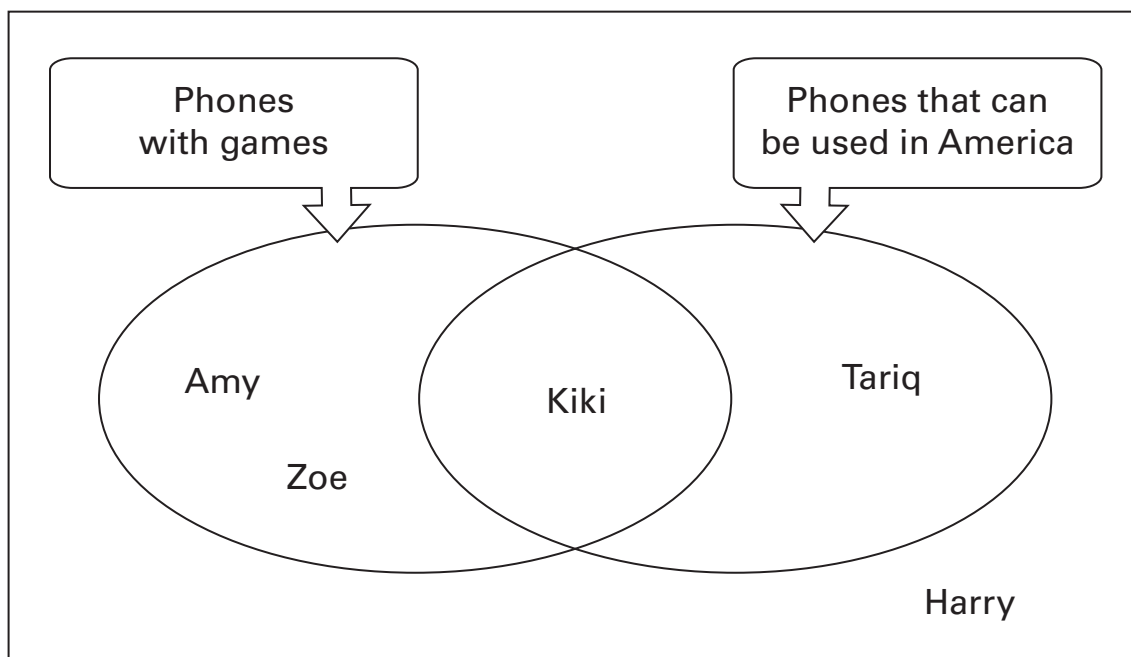 Phones
with games
Phones that can
be used in America
Amy
Kiki
Tariq
Zoe
Harry